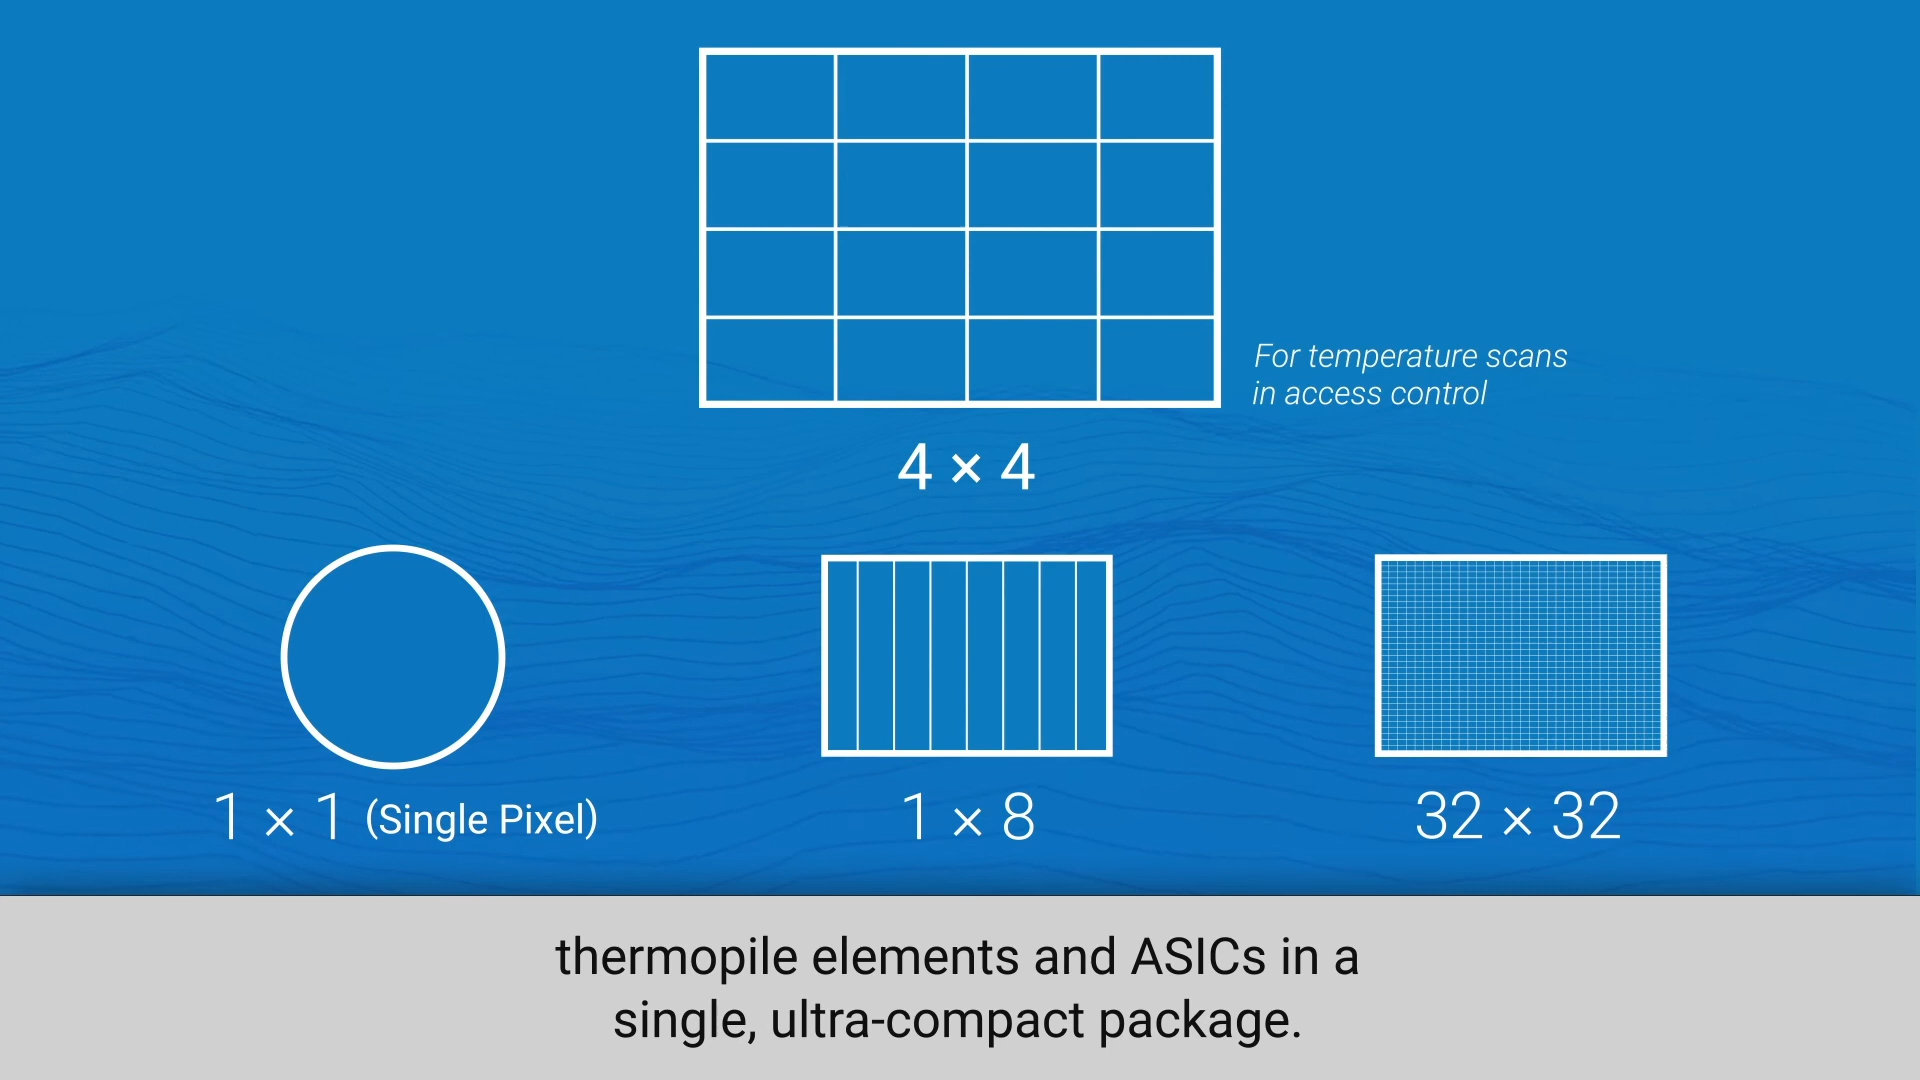 For temperature scans
in access control
4 × 4
1 × 1 (Single Pixel)
1 × 8
32 × 32
thermopile elements and ASICs in a
single, ultra-compact package.